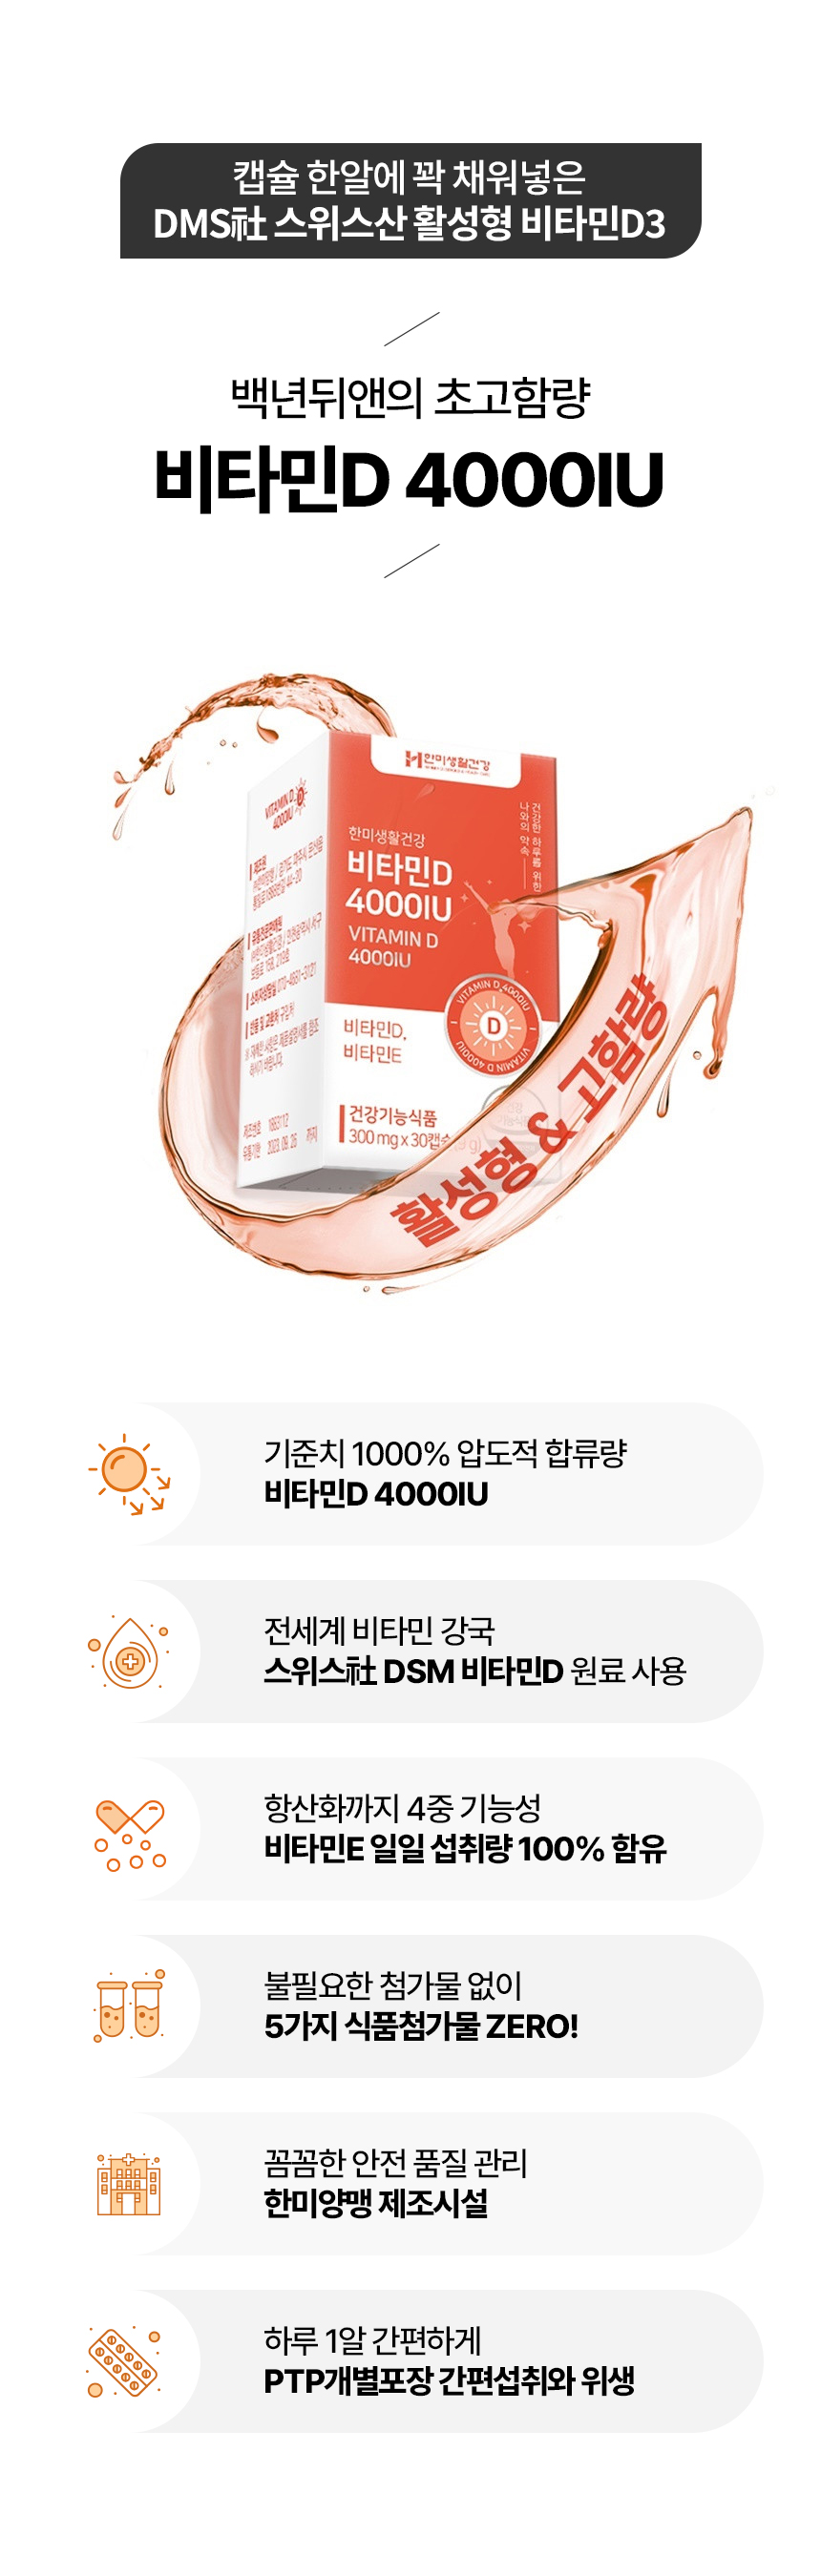 캡슐 한알에 꽉 채워넣은
DMS社 스위스산 활성형 비타민D3
백년뒤앤의 초고함량
비타민D 4000IU
한미생활건강
건강한 하루를 위한
나와의 약속
VITAMIN D
4000IU
한미생활건강
비타민D
4000IU
VITAMIN D
4000IU
VITAMIN D 4000IU
D
VITAMIN D 4000IU
비타민D,
비타민E
건강기능식품
300 mg x 30캡슐
활성형 & 고함량
기준치 1000% 압도적 합류량
비타민D 4000IU
전세계 비타민 강국
스위스社 DSM 비타민D 원료 사용
항산화까지 4중 기능성
비타민E 일일 섭취량 100% 함유
불필요한 첨가물 없이
5가지 식품첨가물 ZERO!
꼼꼼한 안전 품질 관리
한미양맹 제조시설
하루 1알 간편하게
PTP개별포장 간편섭취와 위생